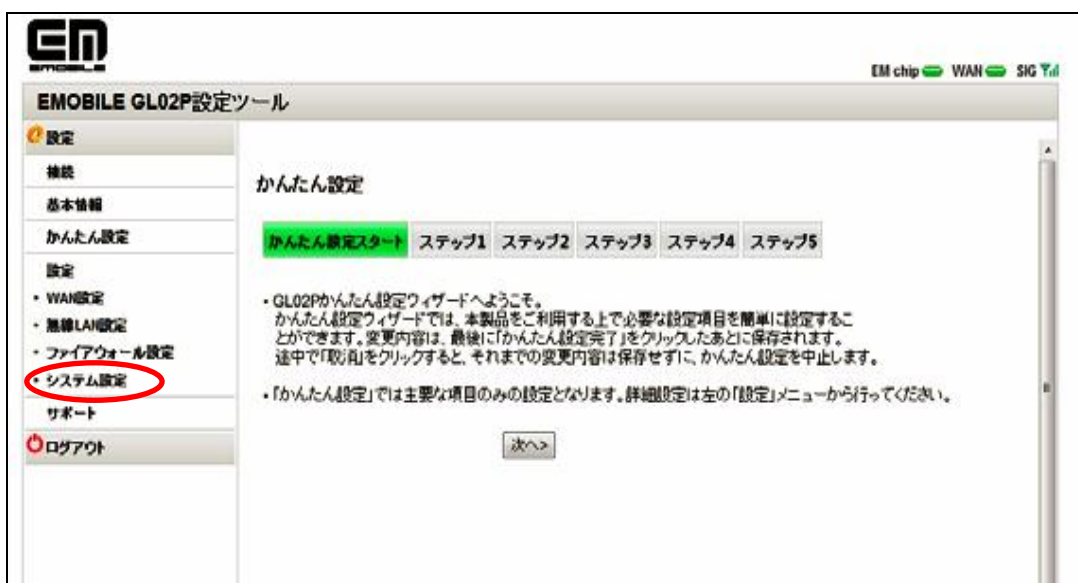 EM
EMOBILE
EM chip WAN SIG
EMOBILE GL02P設定ツール
設定
接続
基本情報
かんたん設定
設定
・WAN設定
・無線LAN設定
・ファイアウォール設定
・システム設定
サポート
ログアウト
かんたん設定
かんたん設定スタート ステップ1 ステップ2 ステップ3 ステップ4 ステップ5
・GL02Pかんたん設定ウィザードへようこそ。
かんたん設定ウィザードでは、本製品をご利用する上で必要な設定項目を簡単に設定するこ
とができます。変更内容は、最後に「かんたん設定完了」をクリックしたあとに保存されます。
途中で「取消」をクリックすると、それまでの変更内容は保存せずに、かんたん設定を中止します。
・「かんたん設定」では主要な項目のみの設定となります。詳細設定は左の「設定」メニューから行ってください。
次へ>